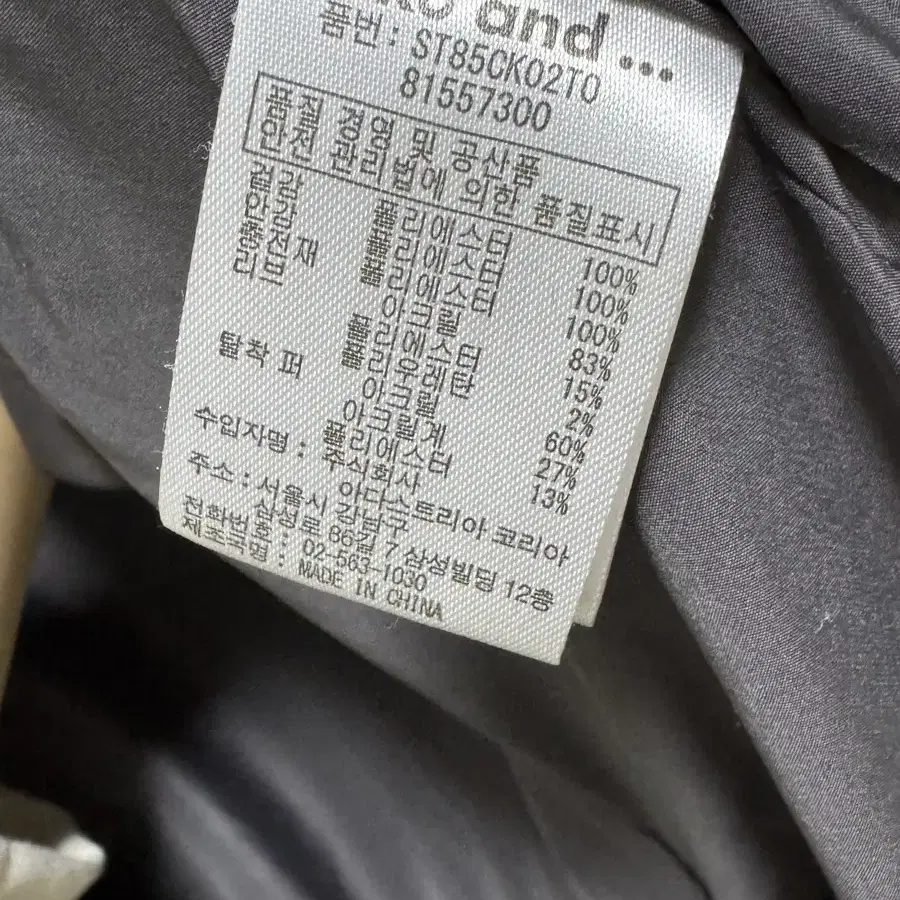 and ...
품번: ST85CK02T0
81557300
품질 경영 및 공산품
안전 관리법에 의한 품질표시
겉감 폴리에스터 100%
안감 폴리에스터 100%
충전재 폴리에스터 100%
리브 아크릴 83%
폴리에스터 15%
폴리우레탄 2%
탈착 퍼 아크릴 60%
아크릴계 27%
폴리에스터 13%
수입자명: 주식회사
아다스트리아 코리아
주소: 서울시 강남구
삼성로 86길 7 삼성빌딩 12층
전화번호: 02-563-1030
제조국명: MADE IN CHINA